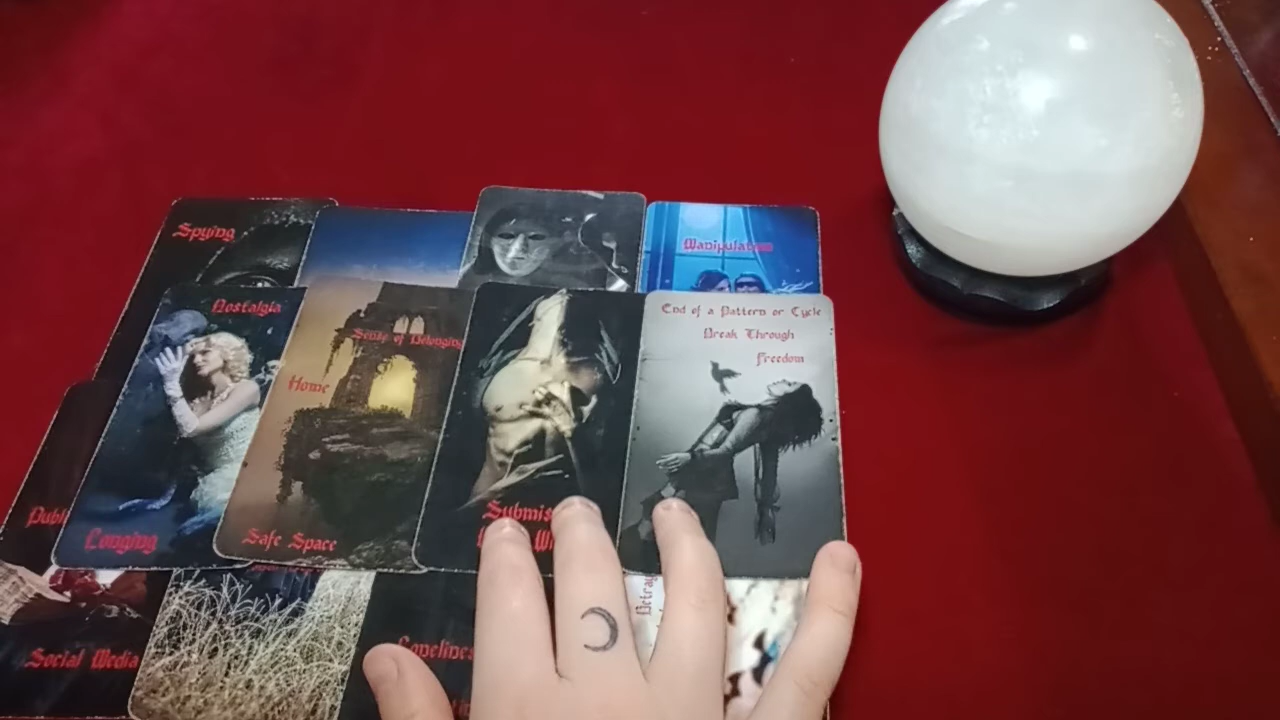 Spying
Manipulation
Nostalgia
End of a Pattern or Cycle
Break Through
Freedom
Sense of Belonging
Home
Longing
Safe Space
Social Media